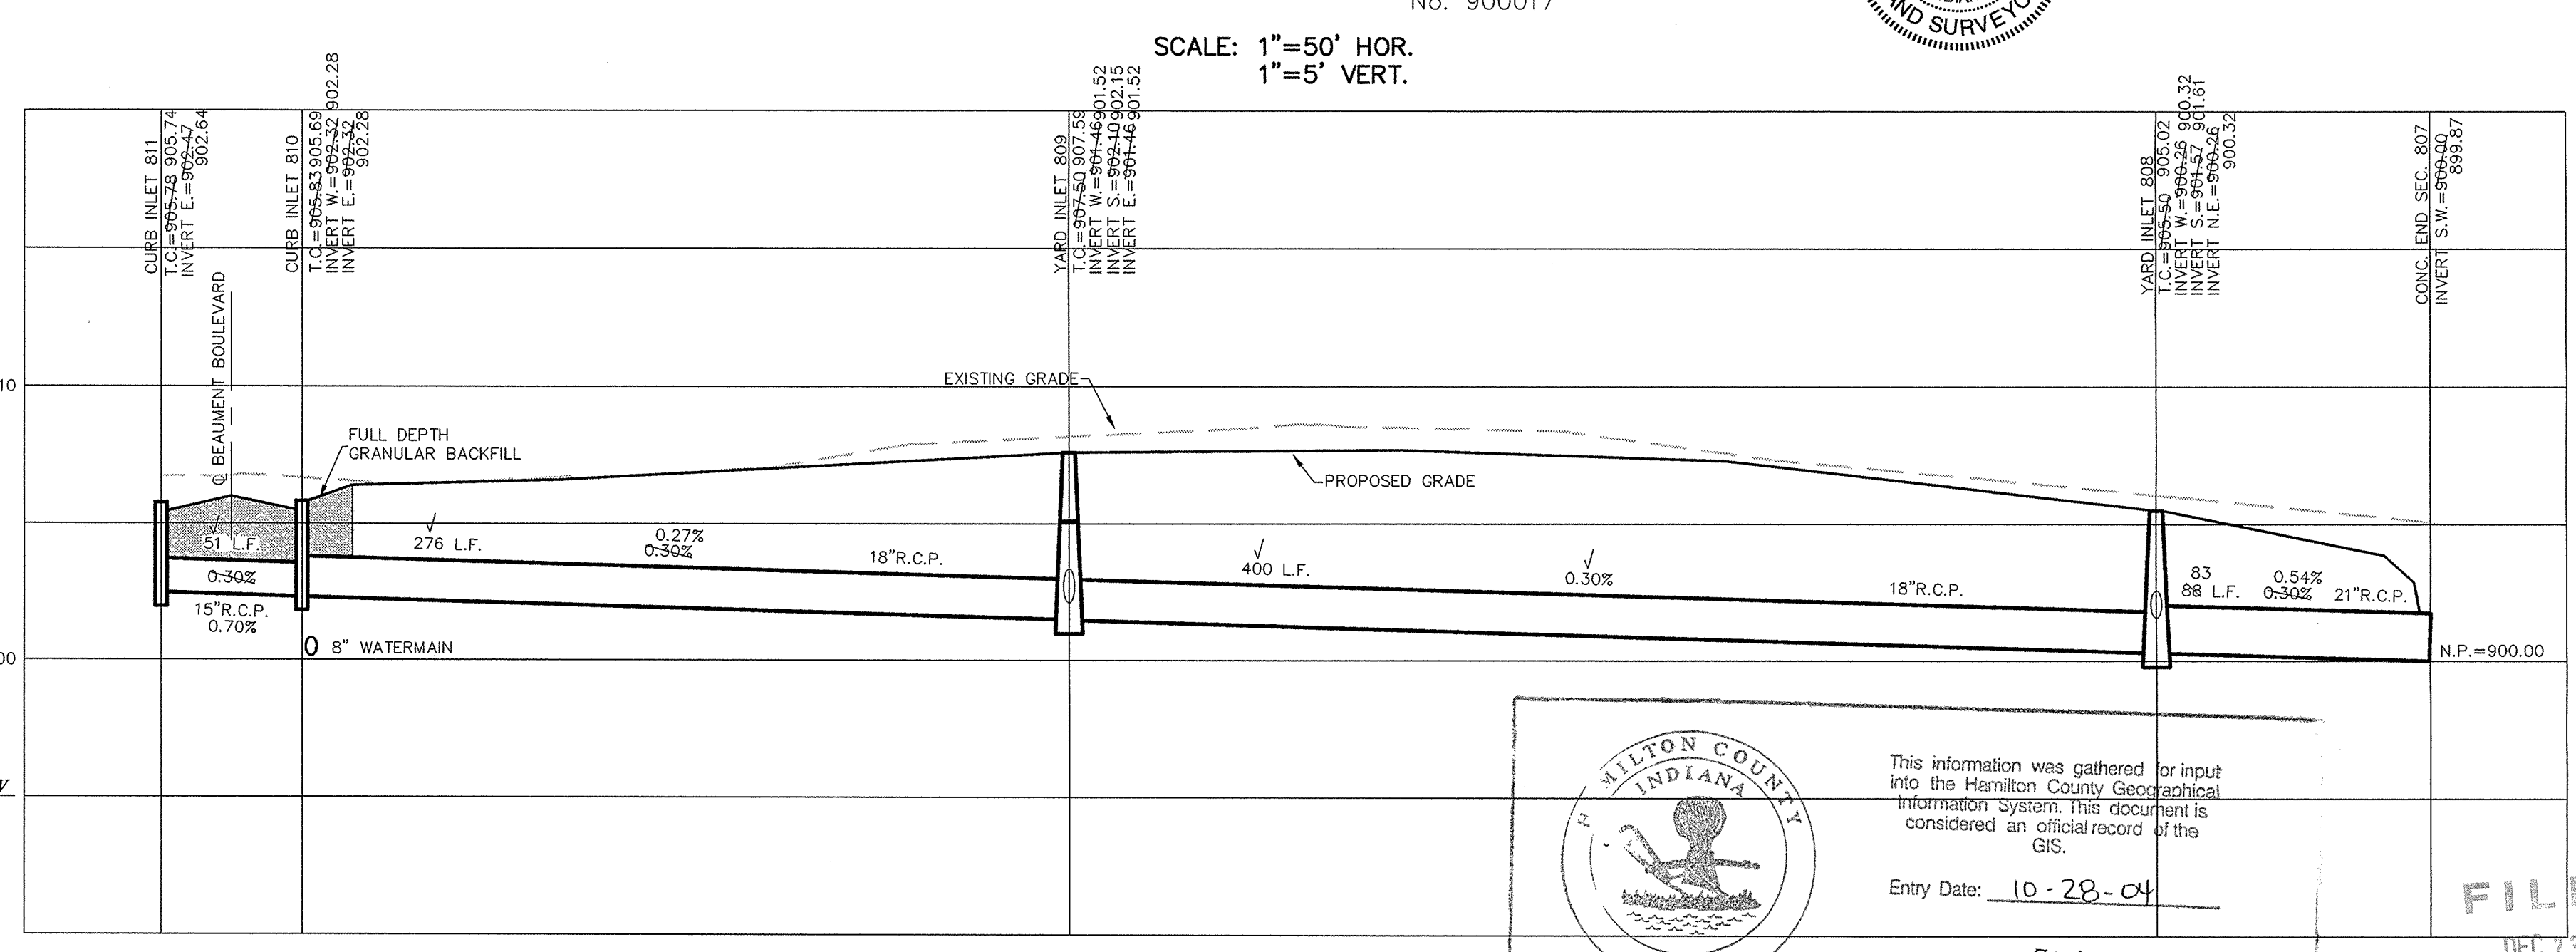 No. 900017
AND SURVEYO
SCALE: 1"=50' HOR.
1"=5' VERT.
CURB INLET 811
T.C.=905.78 905.74
INVERT E.=902.47
902.64
℄ BEAUMENT BOULEVARD
CURB INLET 810
T.C.=905.83 905.69
INVERT W.=902.32 902.28
INVERT E.=902.32
902.28
YARD INLET 809
T.C.=907.50 907.59
INVERT W.=901.46 901.52
INVERT S.=902.10 902.15
INVERT E.=901.46 901.52
YARD INLET 808
T.C.=905.50 905.02
INVERT W.=900.26 900.32
INVERT S.=901.57 901.61
INVERT N.E.=900.26
900.32
CONC. END SEC. 807
INVERT S.W.=900.00
899.87
10
EXISTING GRADE
FULL DEPTH
GRANULAR BACKFILL
PROPOSED GRADE
51 L.F.
0.30%
15"R.C.P.
0.70%
276 L.F.
0.27%
0.30%
18"R.C.P.
400 L.F.
0.30%
18"R.C.P.
83
88 L.F.
0.54%
0.30%
21"R.C.P.
8" WATERMAIN
00
N.P.=900.00
MILTON COUNTY
INDIANA
This information was gathered for input
into the Hamilton County Geographical
Information System. This document is
considered an official record of the
GIS.
Entry Date: 10-28-04
FIL
DEC